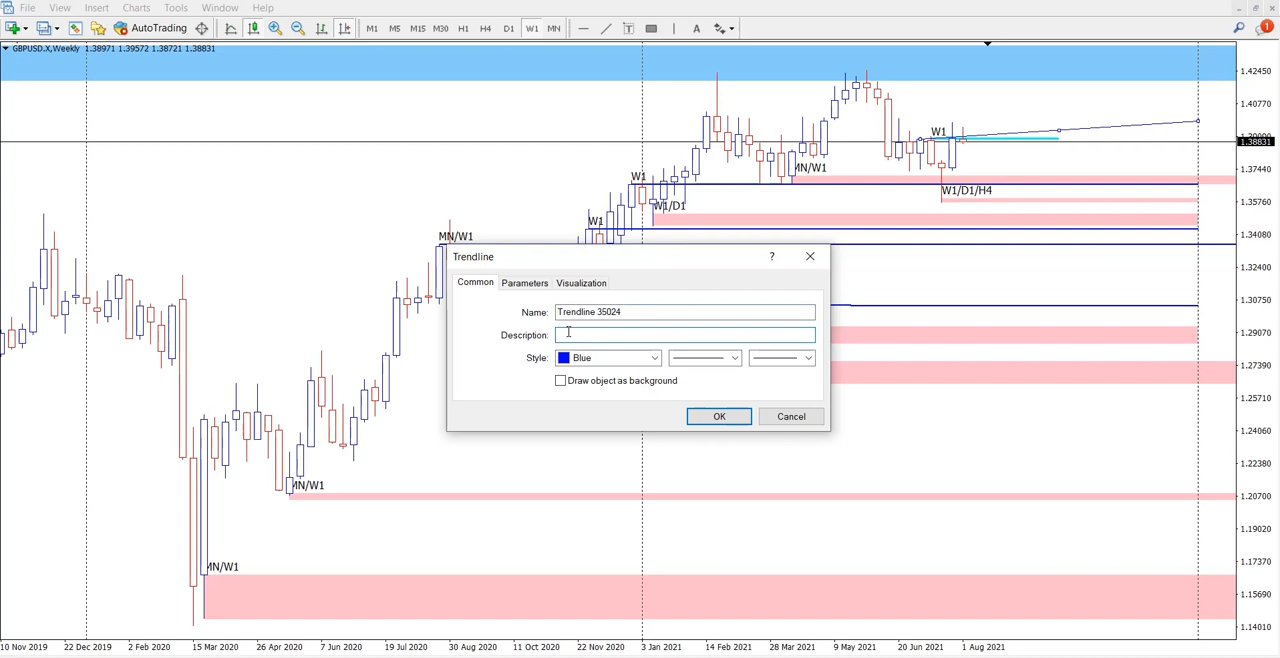 File View Insert Charts Tools Window Help
AutoTrading M1 M5 M15 M30 H1 H4 D1 W1 MN T A 1
GBPUSD.X,Weekly 1.38971 1.39572 1.38721 1.38831
1.42450
1.40770
W1
1.38831
MN/W1
1.37440
W1
W1/D1/H4
1.35760
W1/D1
W1
1.34080
MN/W1
Trendline ? ×
1.32400
Common Parameters Visualization
1.30750
Name: Trendline 35024
Description:
1.29070
Style: Blue
1.27390
Draw object as background
1.25710
OK Cancel
1.24060
1.22380
MN/W1
1.20700
1.19020
1.17370
MN/W1
1.15690
1.14010
10 Nov 2019 22 Dec 2019 2 Feb 2020 15 Mar 2020 26 Apr 2020 7 Jun 2020 19 Jul 2020 30 Aug 2020 11 Oct 2020 22 Nov 2020 3 Jan 2021 14 Feb 2021 28 Mar 2021 9 May 2021 20 Jun 2021 1 Aug 2021